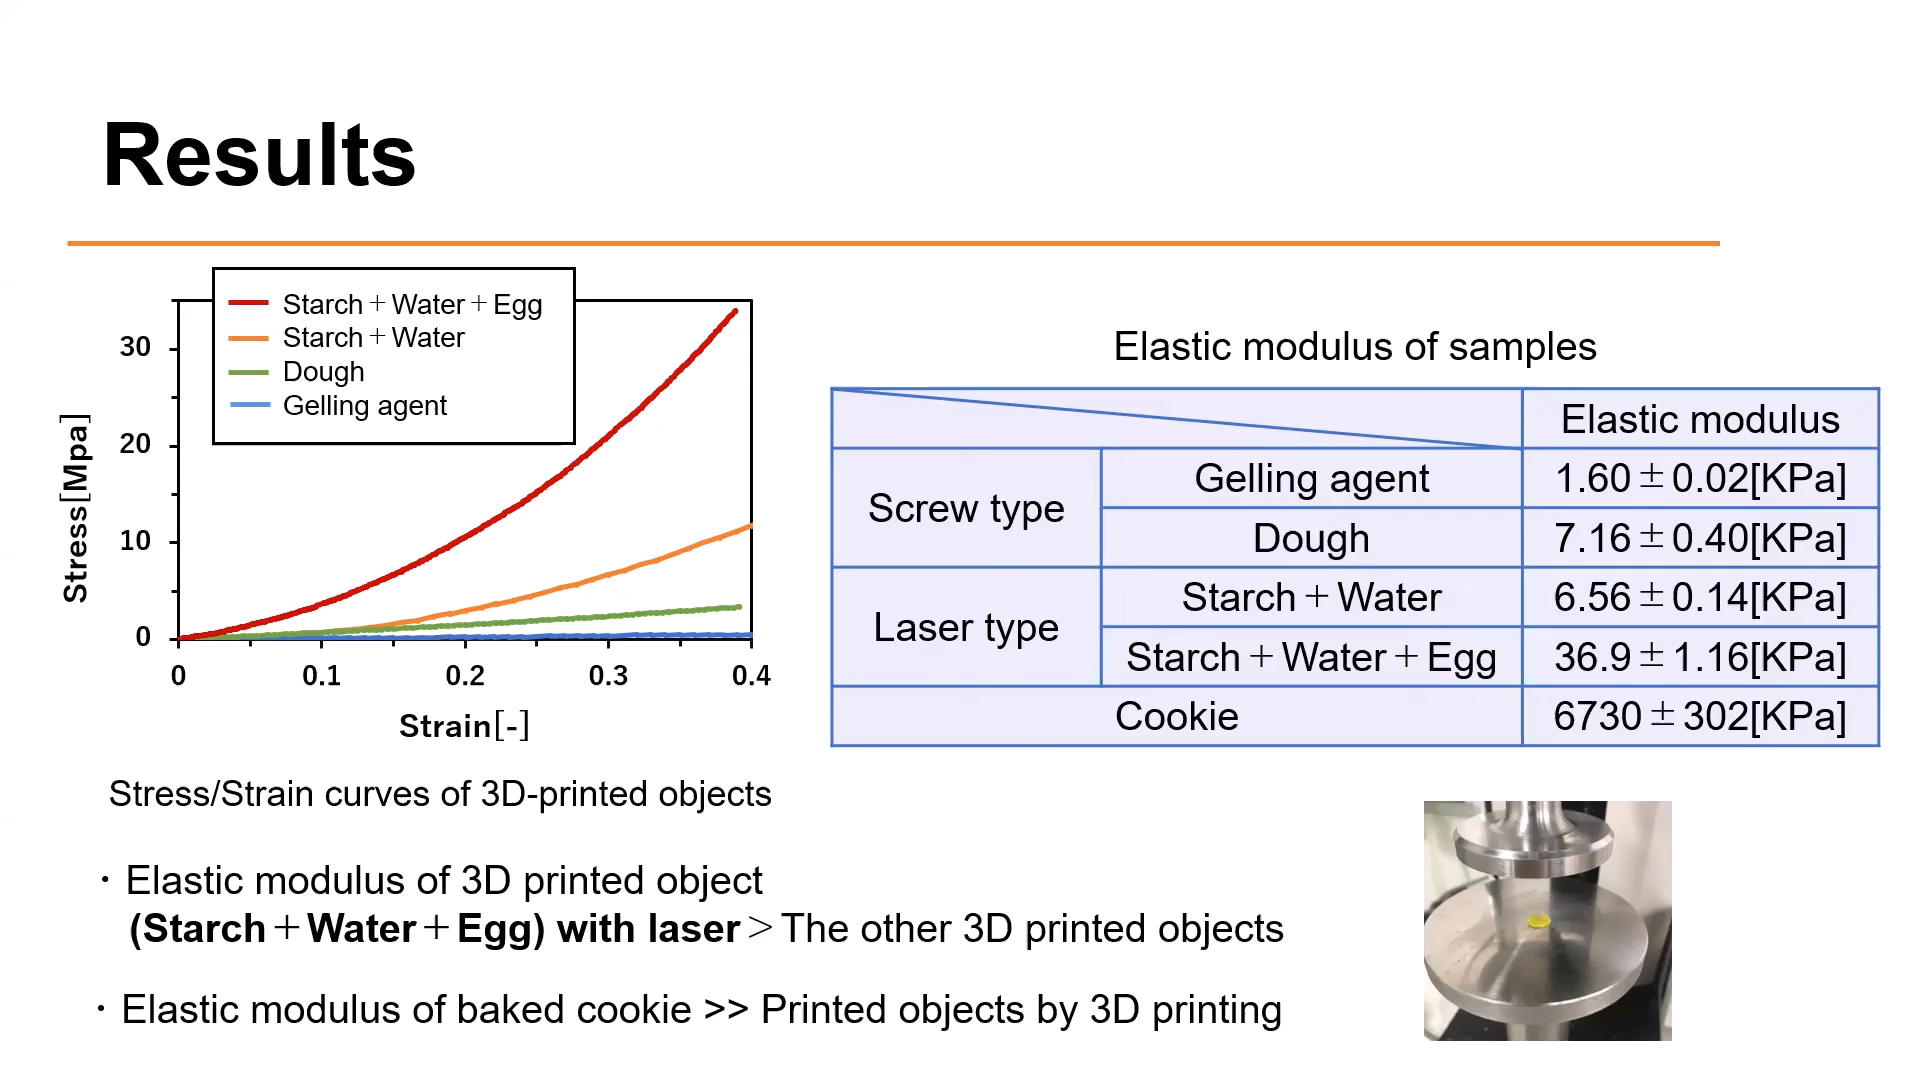 Results
Starch＋Water＋Egg
Starch＋Water
Dough
Gelling agent
30
20
10
0
Stress[Mpa]
0 0.1 0.2 0.3 0.4
Strain[-]
Stress/Strain curves of 3D-printed objects
Elastic modulus of samples
Elastic modulus
Screw type
Gelling agent 1.60±0.02[KPa]
Dough 7.16±0.40[KPa]
Laser type
Starch＋Water 6.56±0.14[KPa]
Starch＋Water＋Egg 36.9±1.16[KPa]
Cookie 6730±302[KPa]
・Elastic modulus of 3D printed object
(Starch＋Water＋Egg) with laser＞The other 3D printed objects
・Elastic modulus of baked cookie >> Printed objects by 3D printing